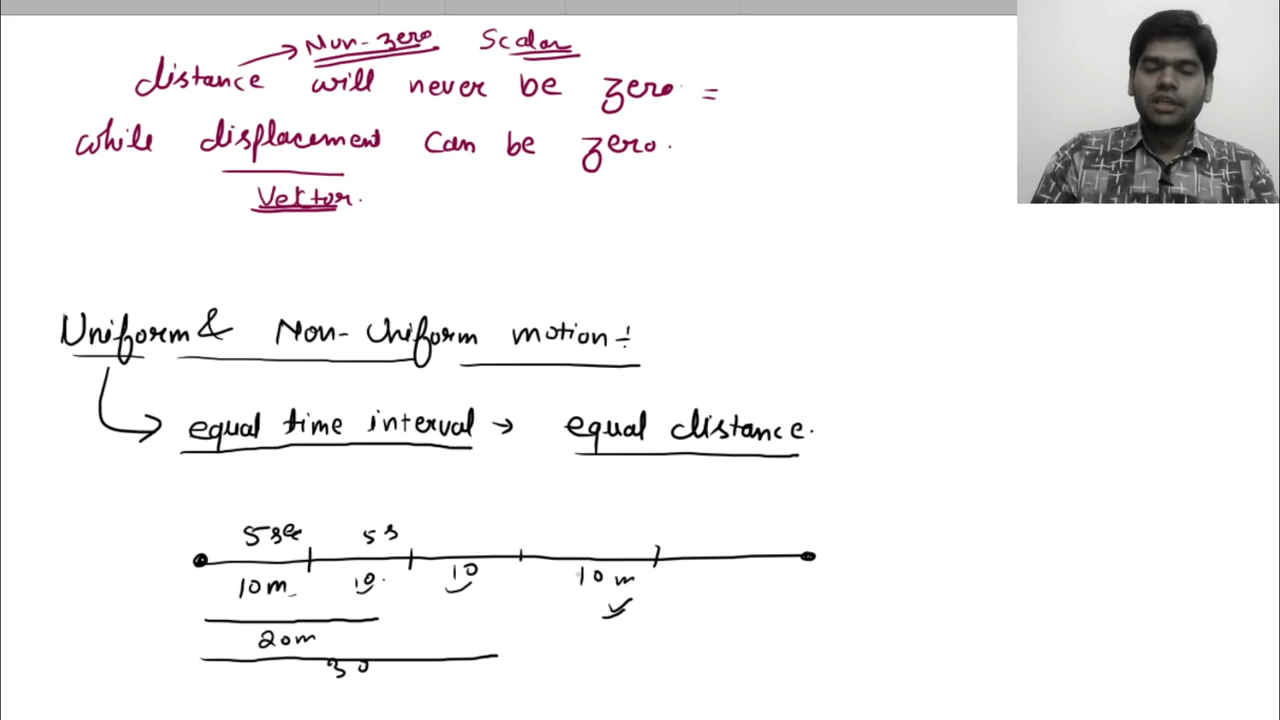 Non-zero Scalar
distance will never be zero. =
while displacement can be zero.
Vector.
Uniform & Non-Uniform motion÷
equal time interval → equal distance.
5 sec 5 s
10 m 10. 10 10 m
20 m
30